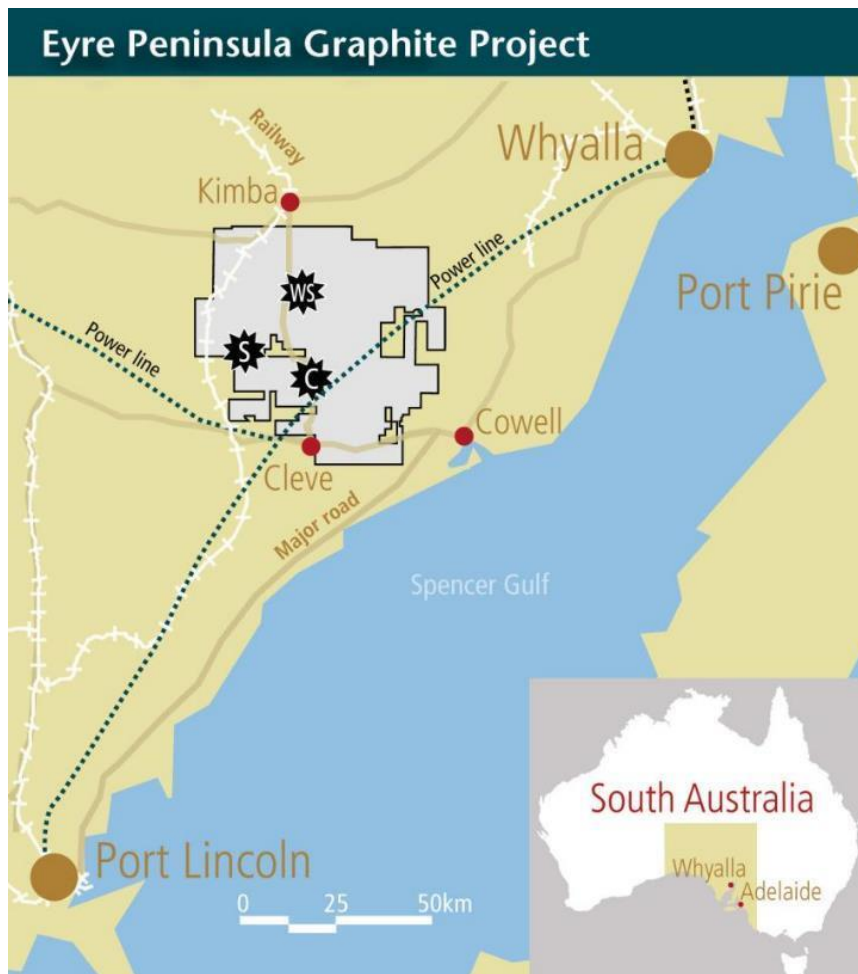 Eyre Peninsula Graphite Project
Railway
Whyalla
Kimba
Power line
Port Pirie
WS
Power line
S
C
Cowell
Cleve
Major road
Spencer Gulf
South Australia
Whyalla
Adelaide
Port Lincoln
0 25 50km